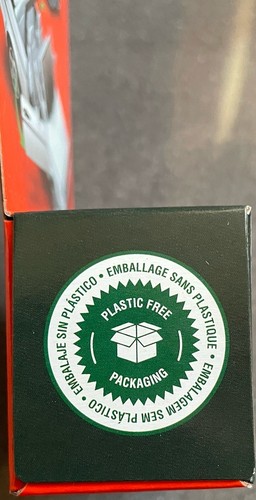 EMBALLAGE SANS PLASTIQUE • EMBALAGEM SEM PLÁSTICO • EMBALAJE SIN PLÁSTICO •
PLASTIC FREE
PACKAGING